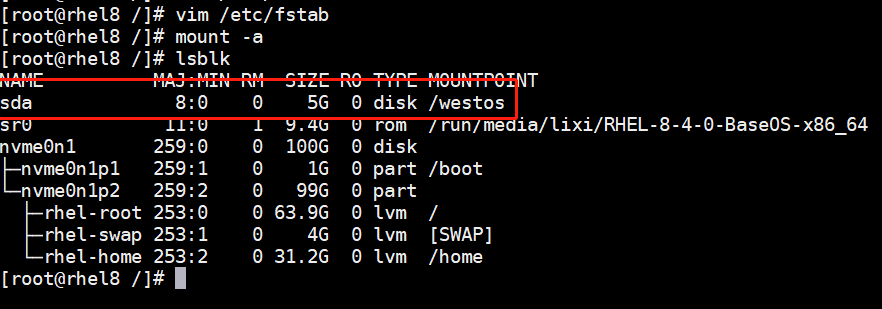 [root@rhel8 /]# vim /etc/fstab
[root@rhel8 /]# mount -a
[root@rhel8 /]# lsblk
NAME          MAJ:MIN RM  SIZE RO TYPE MOUNTPOINT
sda             8:0    0    5G  0 disk /westos
sr0            11:0    1  9.4G  0 rom  /run/media/lixi/RHEL-8-4-0-BaseOS-x86_64
nvme0n1       259:0    0  100G  0 disk
├─nvme0n1p1   259:1    0    1G  0 part /boot
└─nvme0n1p2   259:2    0   99G  0 part
  ├─rhel-root 253:0    0 63.9G  0 lvm  /
  ├─rhel-swap 253:1    0    4G  0 lvm  [SWAP]
  └─rhel-home 253:2    0 31.2G  0 lvm  /home
[root@rhel8 /]#